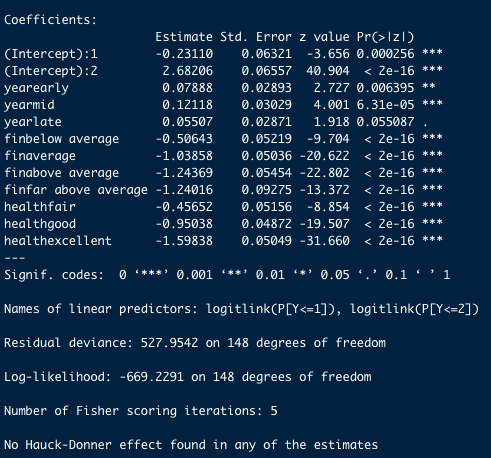 Coefficients:
Estimate Std. Error z value Pr(>|z|)
(Intercept):1 -0.23110 0.06321 -3.656 0.000256 ***
(Intercept):2 2.68206 0.06557 40.904 < 2e-16 ***
yearearly 0.07888 0.02893 2.727 0.006395 **
yearmid 0.12118 0.03029 4.001 6.31e-05 ***
yearlate 0.05507 0.02871 1.918 0.055087 .
finbelow average -0.50643 0.05219 -9.704 < 2e-16 ***
finaverage -1.03858 0.05036 -20.622 < 2e-16 ***
finabove average -1.24369 0.05454 -22.802 < 2e-16 ***
finfar above average -1.24016 0.09275 -13.372 < 2e-16 ***
healthfair -0.45652 0.05156 -8.854 < 2e-16 ***
healthgood -0.95038 0.04872 -19.507 < 2e-16 ***
healthexcellent -1.59838 0.05049 -31.660 < 2e-16 ***
---
Signif. codes: 0 ‘***’ 0.001 ‘**’ 0.01 ‘*’ 0.05 ‘.’ 0.1 ‘ ’ 1
Names of linear predictors: logitlink(P[Y<=1]), logitlink(P[Y<=2])
Residual deviance: 527.9542 on 148 degrees of freedom
Log-likelihood: -669.2291 on 148 degrees of freedom
Number of Fisher scoring iterations: 5
No Hauck-Donner effect found in any of the estimates